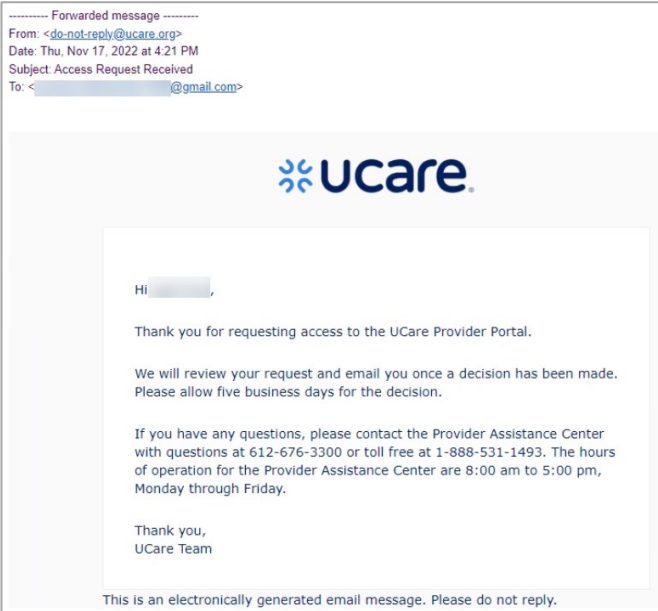 ---------- Forwarded message ---------
From: <do-not-reply@ucare.org>
Date: Thu, Nov 17, 2022 at 4:21 PM
Subject: Access Request Received
To: <@gmail.com>
ucare.
Hi ,
Thank you for requesting access to the UCare Provider Portal.
We will review your request and email you once a decision has been made.
Please allow five business days for the decision.
If you have any questions, please contact the Provider Assistance Center
with questions at 612-676-3300 or toll free at 1-888-531-1493. The hours
of operation for the Provider Assistance Center are 8:00 am to 5:00 pm,
Monday through Friday.
Thank you,
UCare Team
This is an electronically generated email message. Please do not reply.